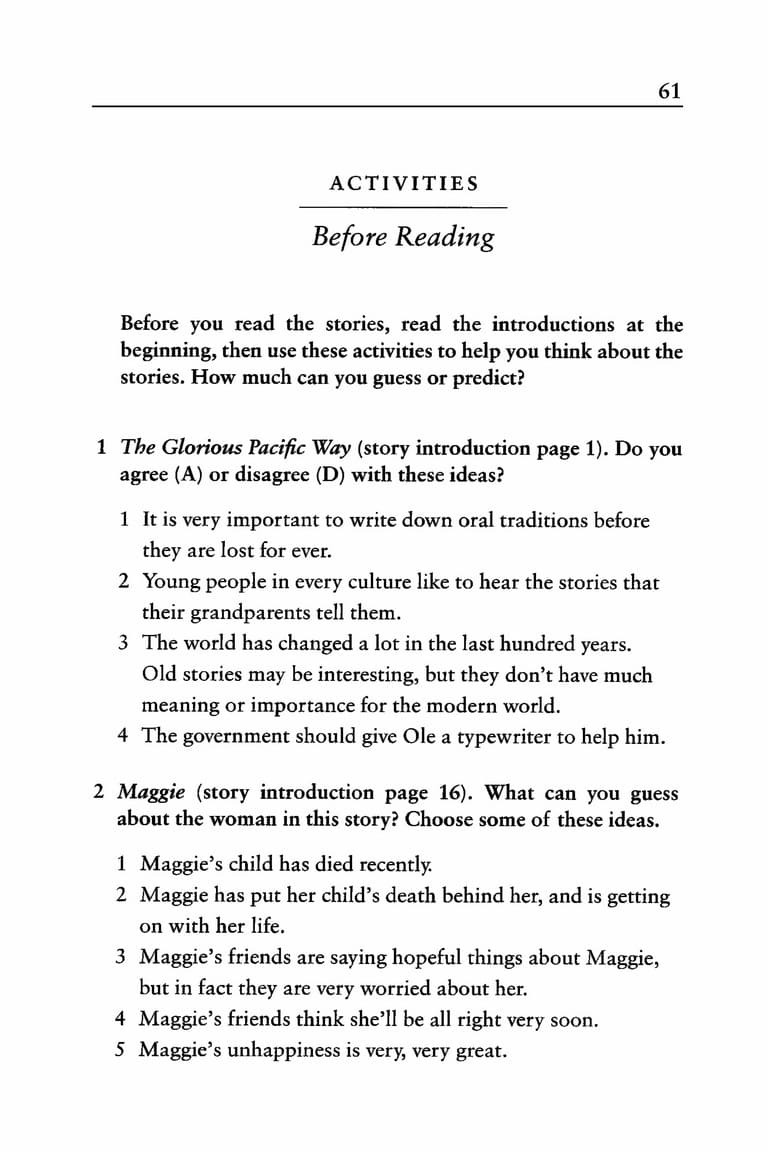 61
ACTIVITIES
Before Reading
Before you read the stories, read the introductions at the
beginning, then use these activities to help you think about the
stories. How much can you guess or predict?
1 The Glorious Pacific Way (story introduction page 1). Do you
agree (A) or disagree (D) with these ideas?
1 It is very important to write down oral traditions before
they are lost for ever.
2 Young people in every culture like to hear the stories that
their grandparents tell them.
3 The world has changed a lot in the last hundred years.
Old stories may be interesting, but they don't have much
meaning or importance for the modern world.
4 The government should give Ole a typewriter to help him.
2 Maggie (story introduction page 16). What can you guess
about the woman in this story? Choose some of these ideas.
1 Maggie's child has died recently.
2 Maggie has put her child's death behind her, and is getting
on with her life.
3 Maggie's friends are saying hopeful things about Maggie,
but in fact they are very worried about her.
4 Maggie's friends think she'll be all right very soon.
5 Maggie's unhappiness is very, very great.